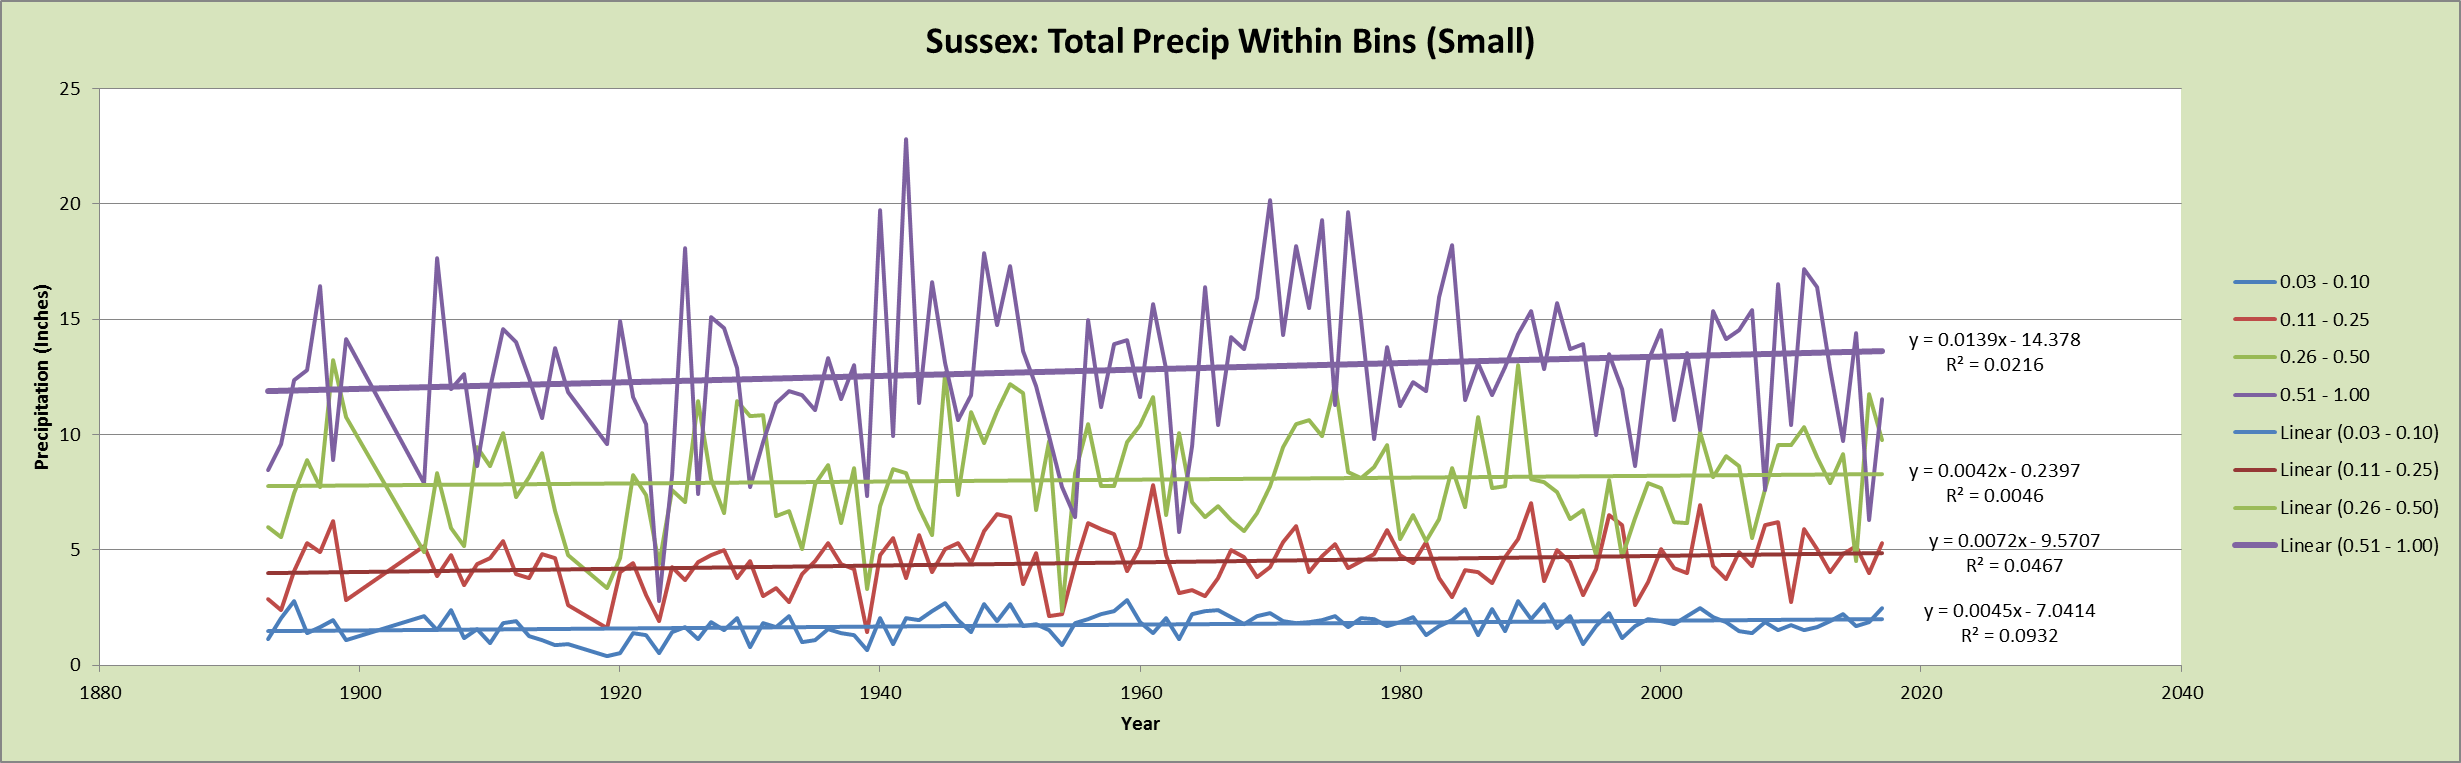 Sussex: Total Precip Within Bins (Small)
25
20
15
10
5
0
Precipitation (Inches)
1880 1900 1920 1940 1960 1980 2000 2020 2040
Year
y = 0.0139x - 14.378
R² = 0.0216
y = 0.0042x - 0.2397
R² = 0.0046
y = 0.0072x - 9.5707
R² = 0.0467
y = 0.0045x - 7.0414
R² = 0.0932
0.03 - 0.10
0.11 - 0.25
0.26 - 0.50
0.51 - 1.00
Linear (0.03 - 0.10)
Linear (0.11 - 0.25)
Linear (0.26 - 0.50)
Linear (0.51 - 1.00)